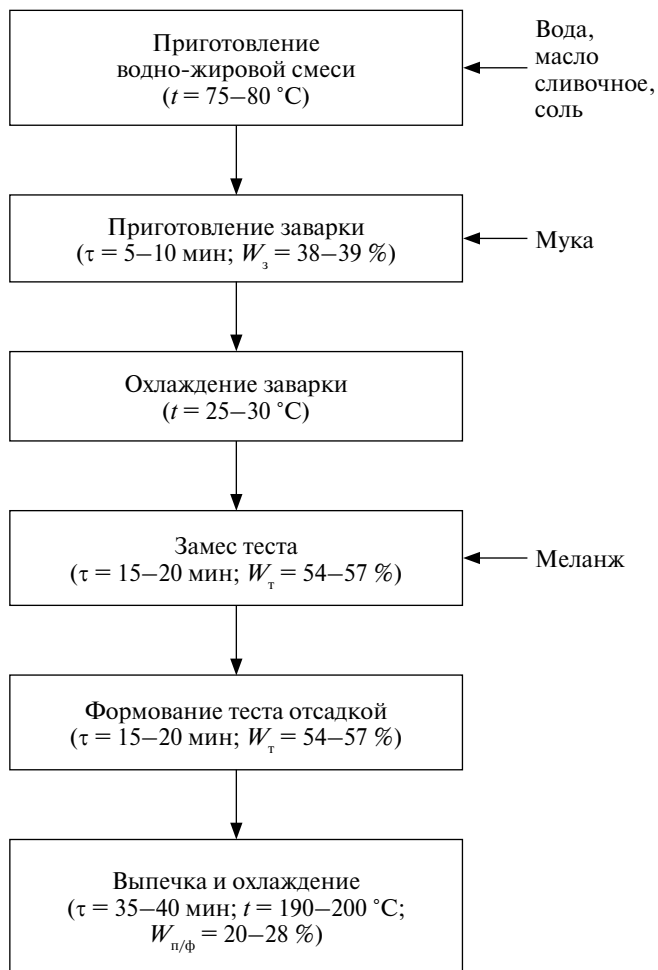 Приготовление
водно-жировой смеси
(t = 75–80 °С)
Вода,
масло
сливочное,
соль
Приготовление заварки
(τ = 5–10 мин; Wз = 38–39 %)
Мука
Охлаждение заварки
(t = 25–30 °С)
Замес теста
(τ = 15–20 мин; Wт = 54–57 %)
Меланж
Формование теста отсадкой
(τ = 15–20 мин; Wт = 54–57 %)
Выпечка и охлаждение
(τ = 35–40 мин; t = 190–200 °С;
Wп/ф = 20–28 %)